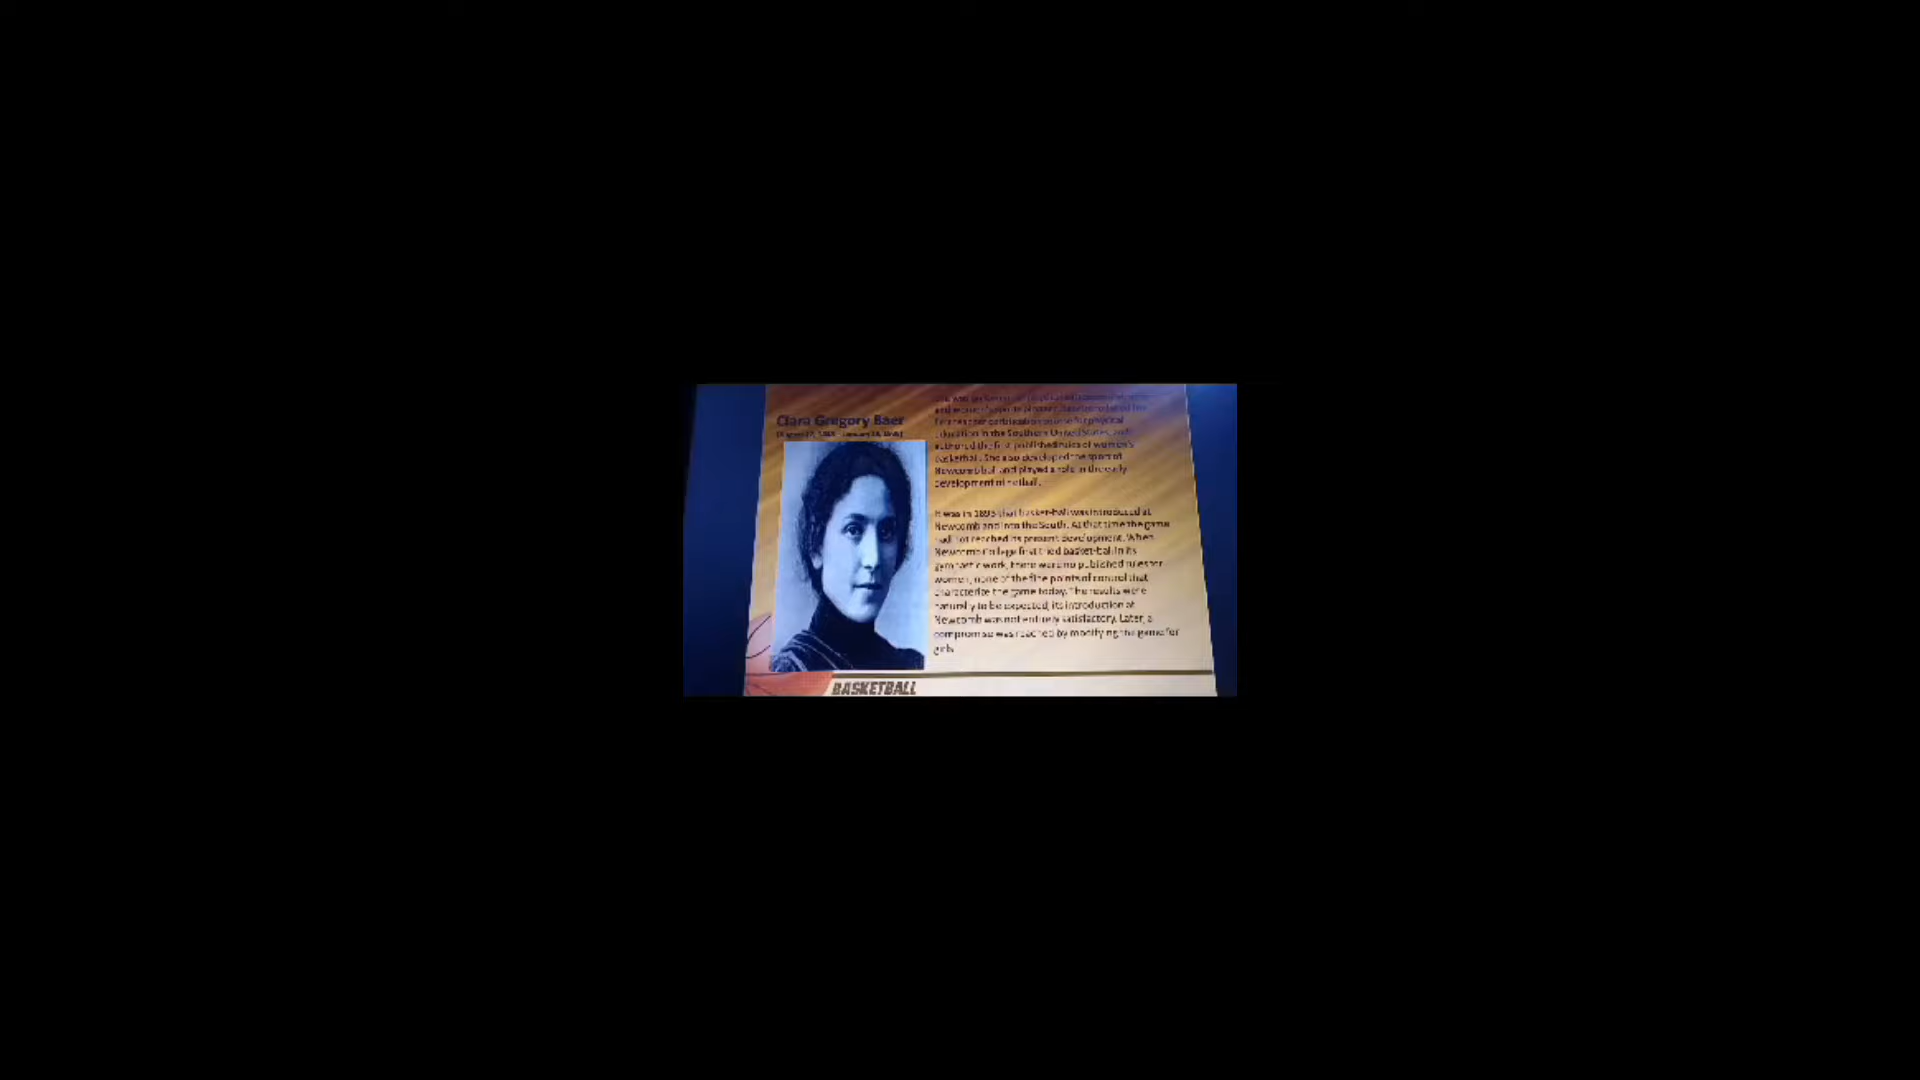 Clara Gregory Baer
and women's sports pioneer.
education in the Southern United States, and
authored the first published rules of women's
basketball. She also developed the sport of
Newcomb ball and played a role in the early
development of netball.
It was in 1893 that basket-ball was introduced at
Newcomb and into the South. At that time the game
had not reached its present development. When
Newcomb College first tried basket-ball in its
gymnastic work, there were no published rules for
women, none of the fine points of control that
characterize the game today. The results were
naturally to be expected, its introduction at
Newcomb was not entirely satisfactory. Later, a
compromise was reached by modifying the game for
girls
BASKETBALL